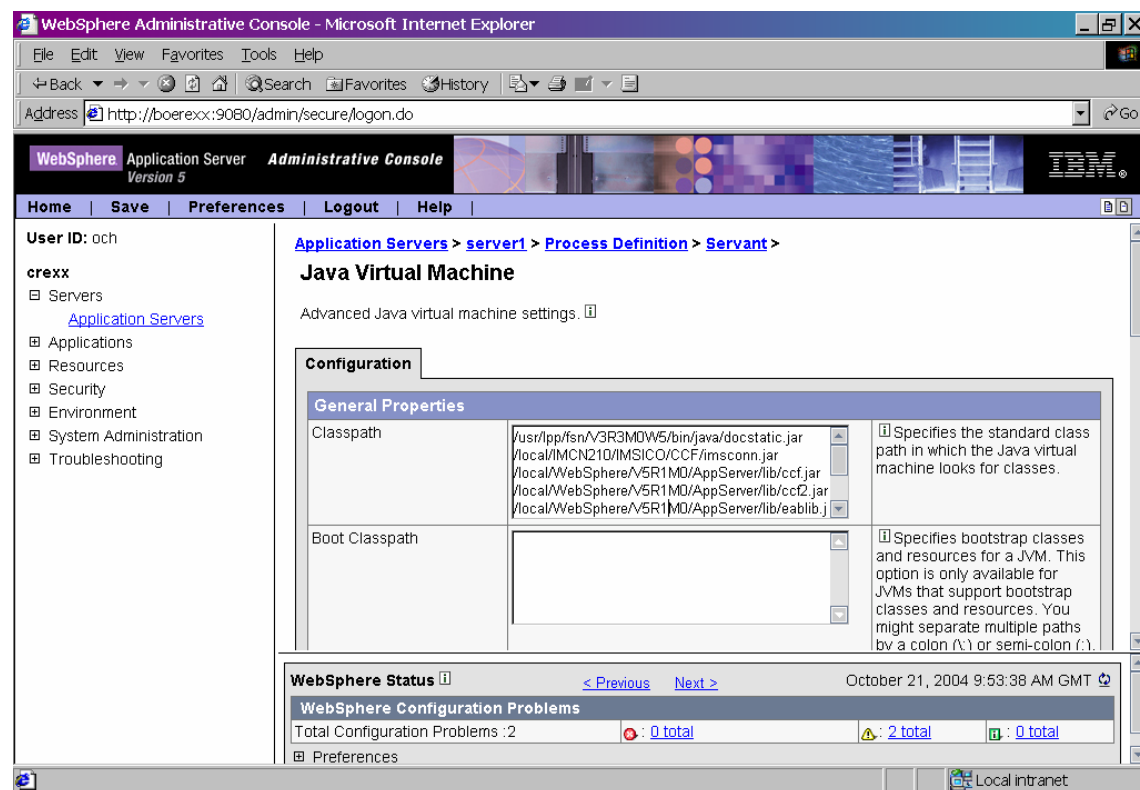 WebSphere Administrative Console - Microsoft Internet Explorer
File Edit View Favorites Tools Help
Back Search Favorites History
Address http://boerexx:9080/admin/secure/logon.do Go
WebSphere Application Server Administrative Console
Version 5
IBM
Home | Save | Preferences | Logout | Help |
User ID: och
crexx
Servers
Application Servers
Applications
Resources
Security
Environment
System Administration
Troubleshooting
Application Servers > server1 > Process Definition > Servant >
Java Virtual Machine
Advanced Java virtual machine settings.
Configuration
General Properties
Classpath
/usr/lpp/fsn/V3R3M0W5/bin/java/docstatic.jar
/local/IMCN210/IMSICO/CCF/imsconn.jar
/local/WebSphere/V5R1M0/AppServer/lib/ccf.jar
/local/WebSphere/V5R1M0/AppServer/lib/ccf2.jar
/local/WebSphere/V5R1M0/AppServer/lib/eablib.j
Specifies the standard class
path in which the Java virtual
machine looks for classes.
Boot Classpath
Specifies bootstrap classes
and resources for a JVM. This
option is only available for
JVMs that support bootstrap
classes and resources. You
might separate multiple paths
by a colon (\:) or semi-colon (;).
WebSphere Status < Previous Next > October 21, 2004 9:53:38 AM GMT
WebSphere Configuration Problems
Total Configuration Problems :2 : 0 total : 2 total : 0 total
Preferences
Local intranet